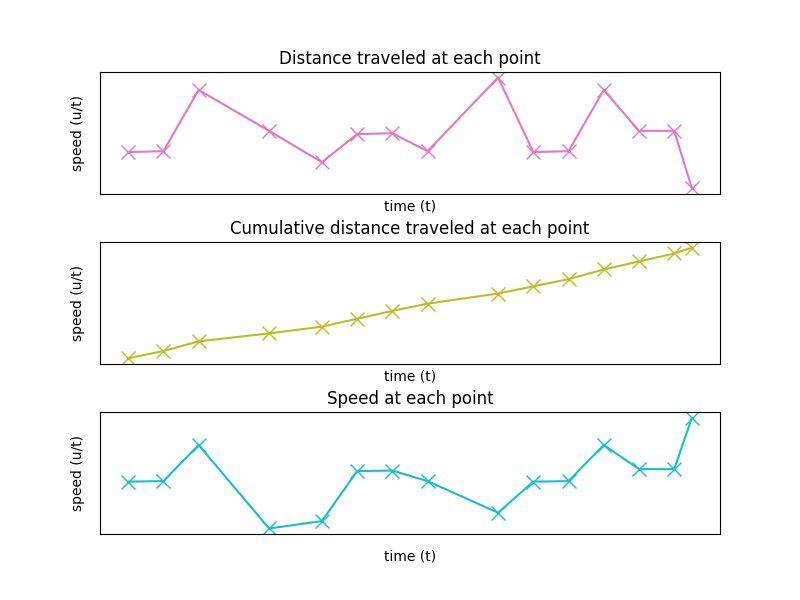 Distance traveled at each point
speed (u/t)
time (t)
Cumulative distance traveled at each point
speed (u/t)
time (t)
Speed at each point
speed (u/t)
time (t)